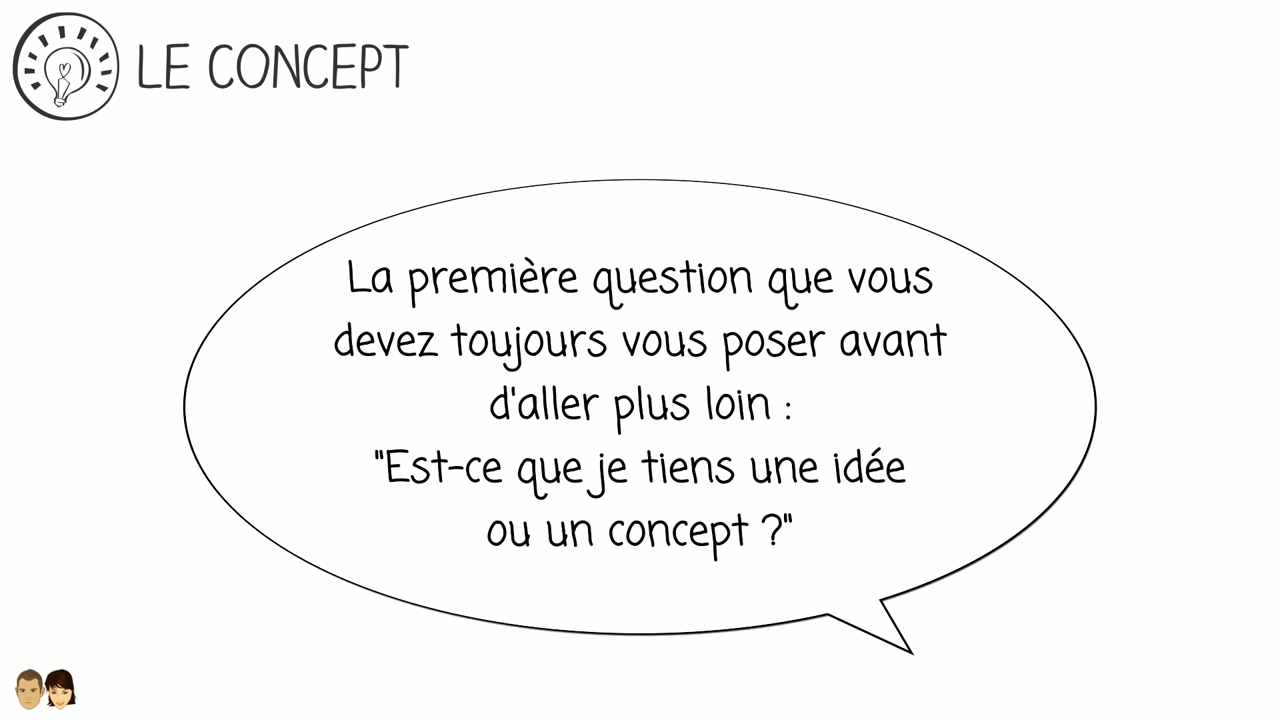 LE CONCEPT
La première question que vous
devez toujours vous poser avant
d'aller plus loin :
"Est-ce que je tiens une idée
ou un concept ?"